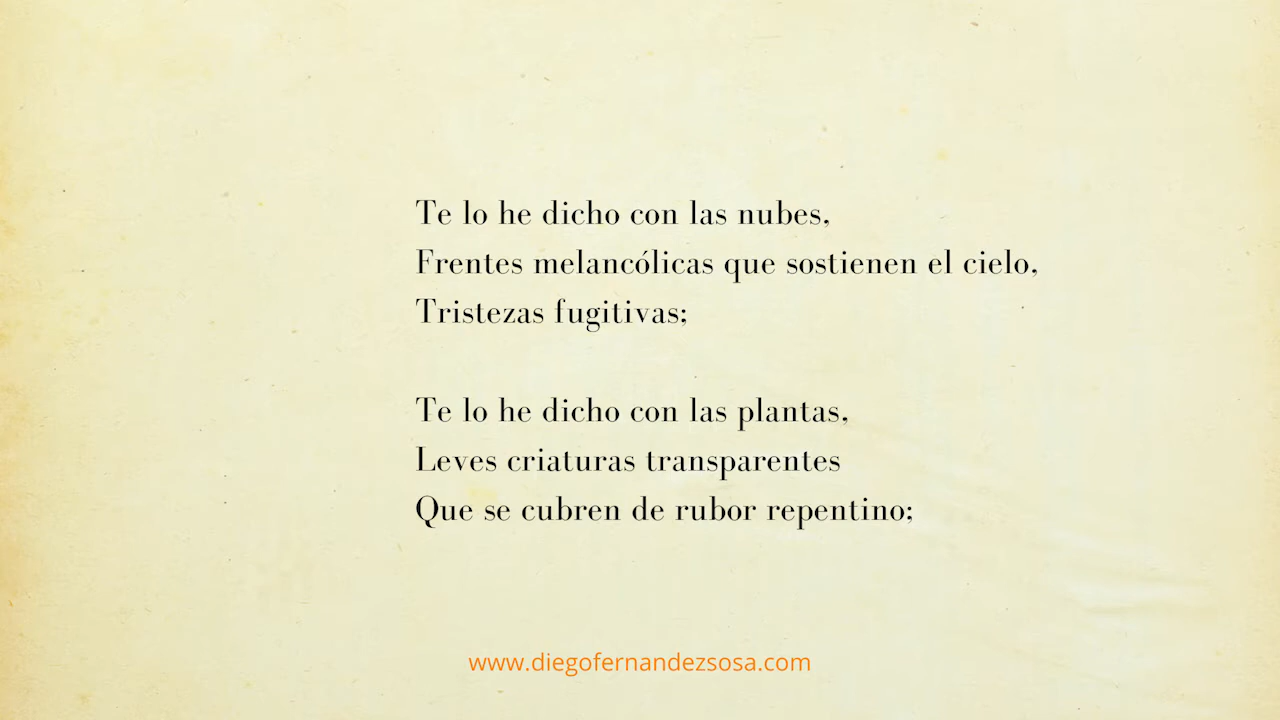 Te lo he dicho con las nubes,
Frentes melancólicas que sostienen el cielo,
Tristezas fugitivas;
Te lo he dicho con las plantas,
Leves criaturas transparentes
Que se cubren de rubor repentino;
www.diegofernandezsosa.com